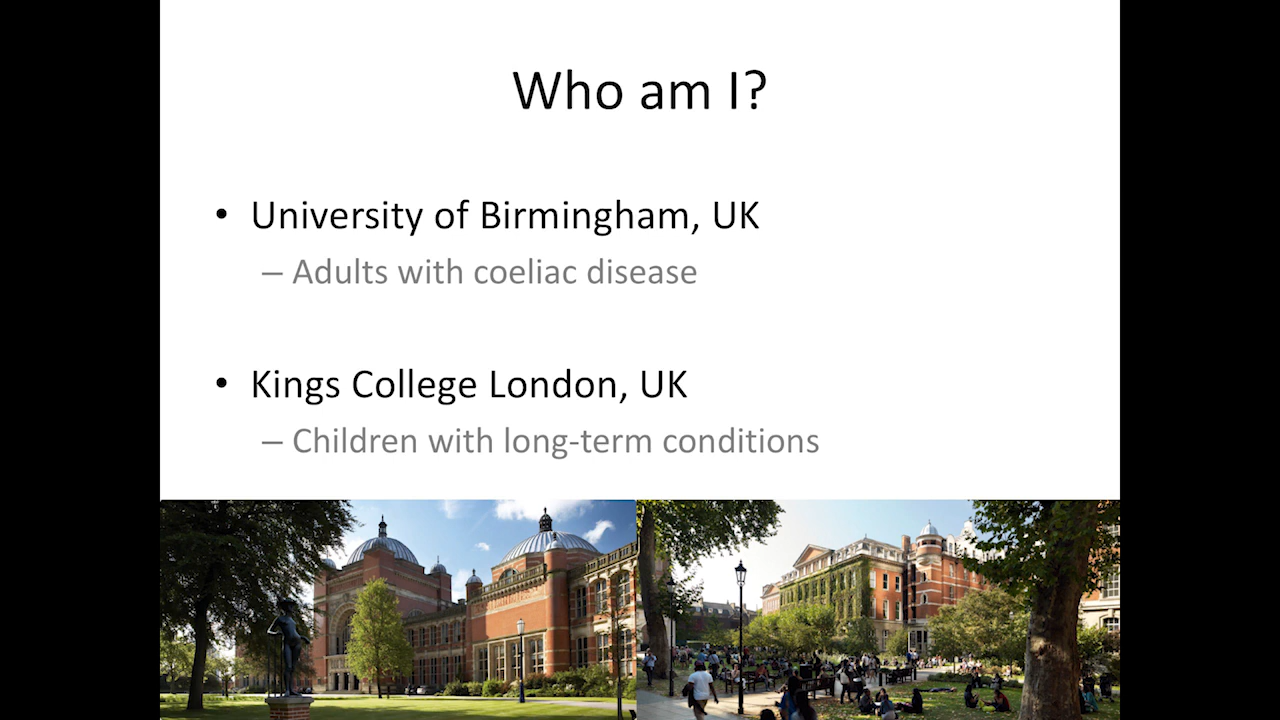 Who am I?
• University of Birmingham, UK
– Adults with coeliac disease
• Kings College London, UK
– Children with long-term conditions